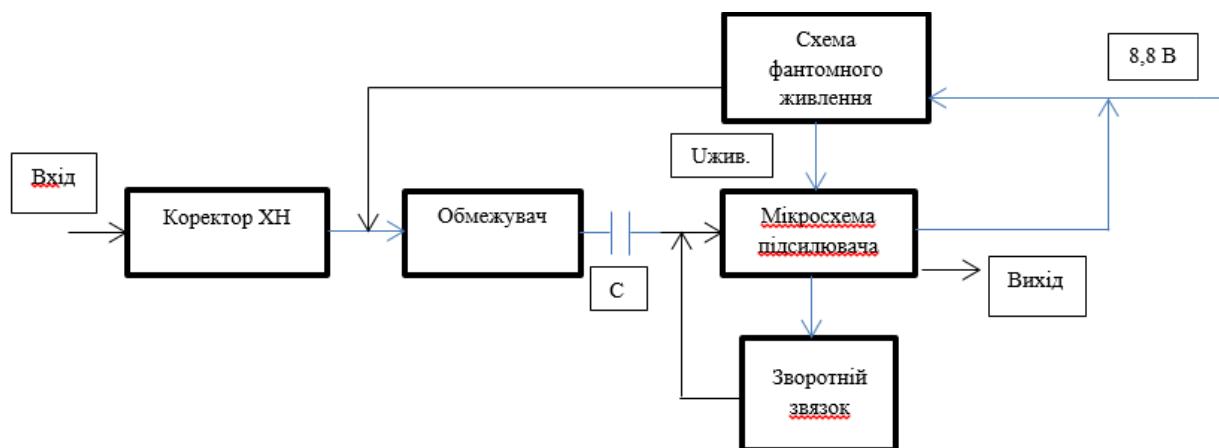 Схема
фантомного
живлення
8,8 В
Uжив.
Вхід
Коректор ХН
Обмежувач
Мікросхема
підсилювача
С
Вихід
Зворотній
звязок